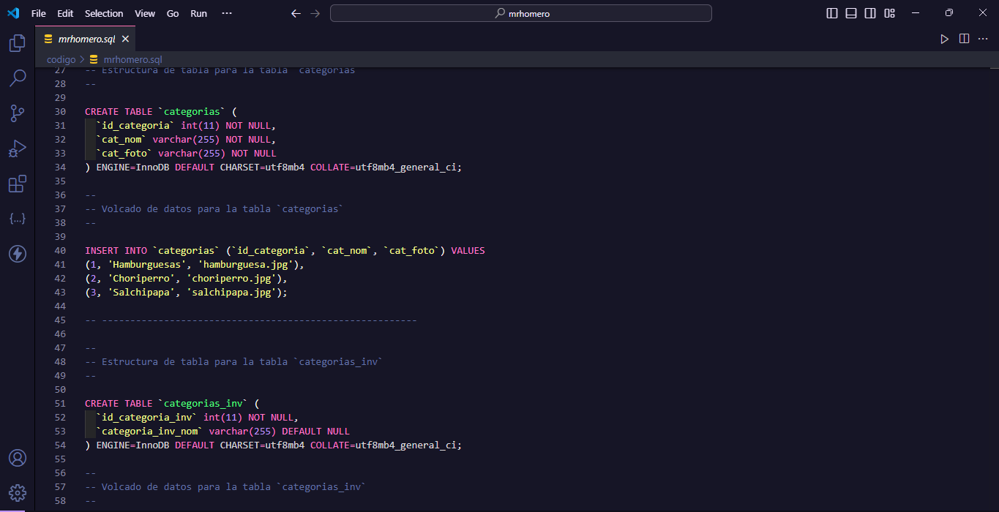 File Edit Selection View Go Run ···
mrhomero
mrhomero.sql
codigo > mrhomero.sql
27 -- Estructura de tabla para la tabla `categorias`
28 --
29
30 CREATE TABLE `categorias` (
31 `id_categoria` int(11) NOT NULL,
32 `cat_nom` varchar(255) NOT NULL,
33 `cat_foto` varchar(255) NOT NULL
34 ) ENGINE=InnoDB DEFAULT CHARSET=utf8mb4 COLLATE=utf8mb4_general_ci;
35
36 --
37 -- Volcado de datos para la tabla `categorias`
38 --
39
40 INSERT INTO `categorias` (`id_categoria`, `cat_nom`, `cat_foto`) VALUES
41 (1, 'Hamburguesas', 'hamburguesa.jpg'),
42 (2, 'Choriperro', 'choriperro.jpg'),
43 (3, 'Salchipapa', 'salchipapa.jpg');
44
45 -- --------------------------------------------------------
46
47 --
48 -- Estructura de tabla para la tabla `categorias_inv`
49 --
50
51 CREATE TABLE `categorias_inv` (
52 `id_categoria_inv` int(11) NOT NULL,
53 `categoria_inv_nom` varchar(255) DEFAULT NULL
54 ) ENGINE=InnoDB DEFAULT CHARSET=utf8mb4 COLLATE=utf8mb4_general_ci;
55
56 --
57 -- Volcado de datos para la tabla `categorias_inv`
58 --